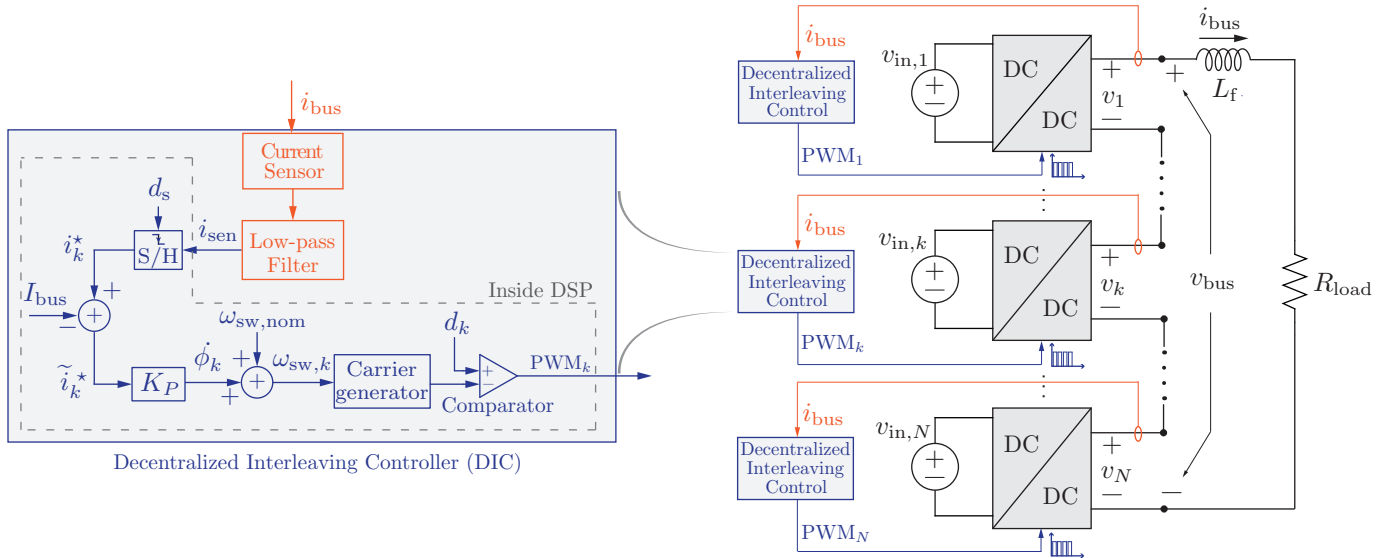 i_bus
Current
Sensor
Low-pass
Filter
i_sen
d_s
S/H
i_k^⋆
I_bus
+
−
ĩ_k^⋆
K_P
ϕ̇_k
ω_sw,nom
+
+
ω_sw,k
Carrier
generator
d_k
+
−
Comparator
PWM_k
Inside DSP
Decentralized Interleaving Controller (DIC)
i_bus
Decentralized
Interleaving
Control
PWM_1
v_in,1
+
−
DC
DC
+
v_1
−
i_bus
L_f
+
i_bus
Decentralized
Interleaving
Control
PWM_k
v_in,k
+
−
DC
DC
+
v_k
−
v_bus
R_load
i_bus
Decentralized
Interleaving
Control
PWM_N
v_in,N
+
−
DC
DC
+
v_N
−
−